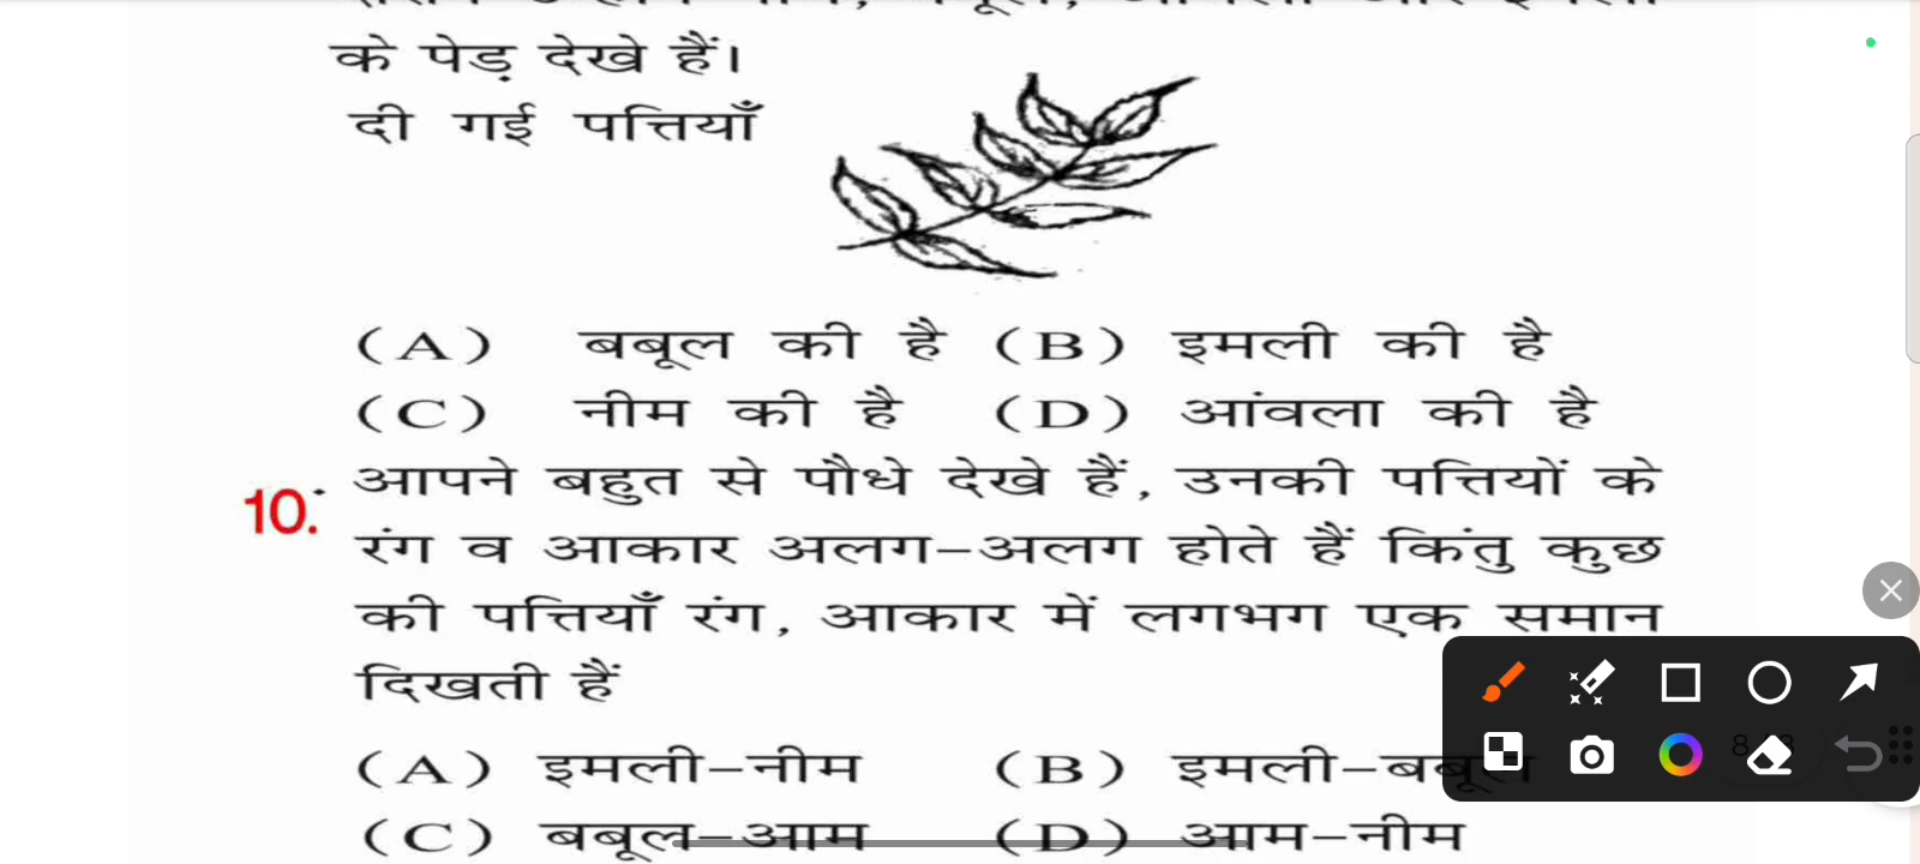 के पेड़ देखे हैं।
दी गई पत्तियाँ
(A) बबूल की है (B) इमली की है
(C) नीम की है (D) आंवला की है
10. आपने बहुत से पौधे देखे हैं, उनकी पत्तियों के
रंग व आकार अलग-अलग होते हैं किंतु कुछ
की पत्तियाँ रंग, आकार में लगभग एक समान
दिखती हैं
(A) इमली-नीम (B) इमली-बबूल
(C) बबूल-आम (D) आम-नीम